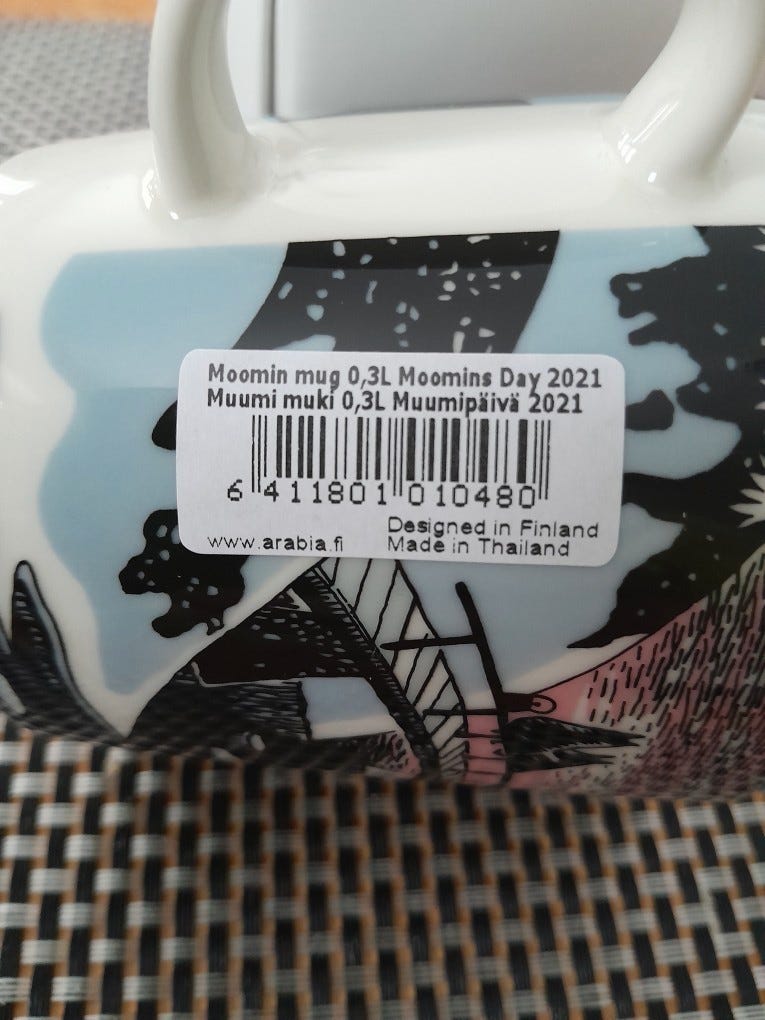 Moomin mug 0,3L Moomins Day 2021
Muumi muki 0,3L Muumipäivä 2021
6 411801 010480
Designed in Finland
www.arabia.fi Made in Thailand